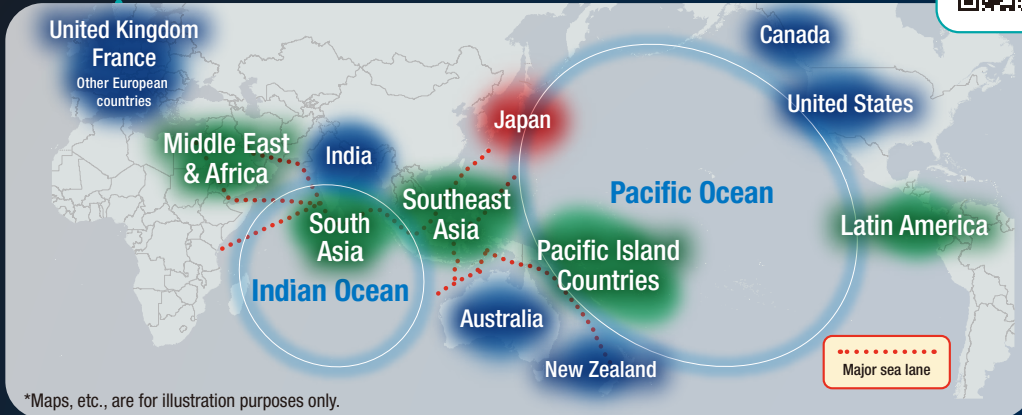 United Kingdom
France
Other European
countries
Canada
United States
Japan
Middle East
& Africa
India
Southeast
Asia
South
Asia
Pacific Ocean
Latin America
Pacific Island
Countries
Indian Ocean
Australia
New Zealand
Major sea lane
*Maps, etc., are for illustration purposes only.